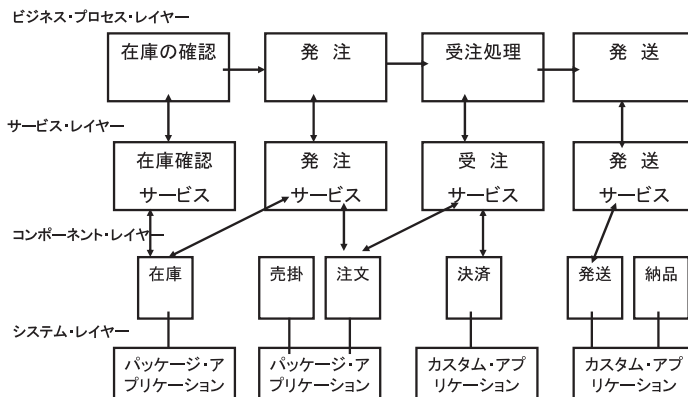 ビジネス・プロセス・レイヤー
在庫の確認
発 注
受注処理
発 送
サービス・レイヤー
在庫確認
サービス
発 注
サービス
受 注
サービス
発 送
サービス
コンポーネント・レイヤー
在庫
売掛
注文
決済
発送
納品
システム・レイヤー
パッケージ・ア
プリケーション
パッケージ・ア
プリケーション
カスタム・アプ
リケーション
カスタム・アプ
リケーション